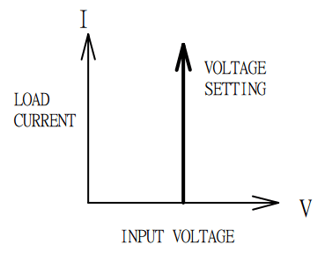 I
VOLTAGE
SETTING
LOAD
CURRENT
V
INPUT VOLTAGE